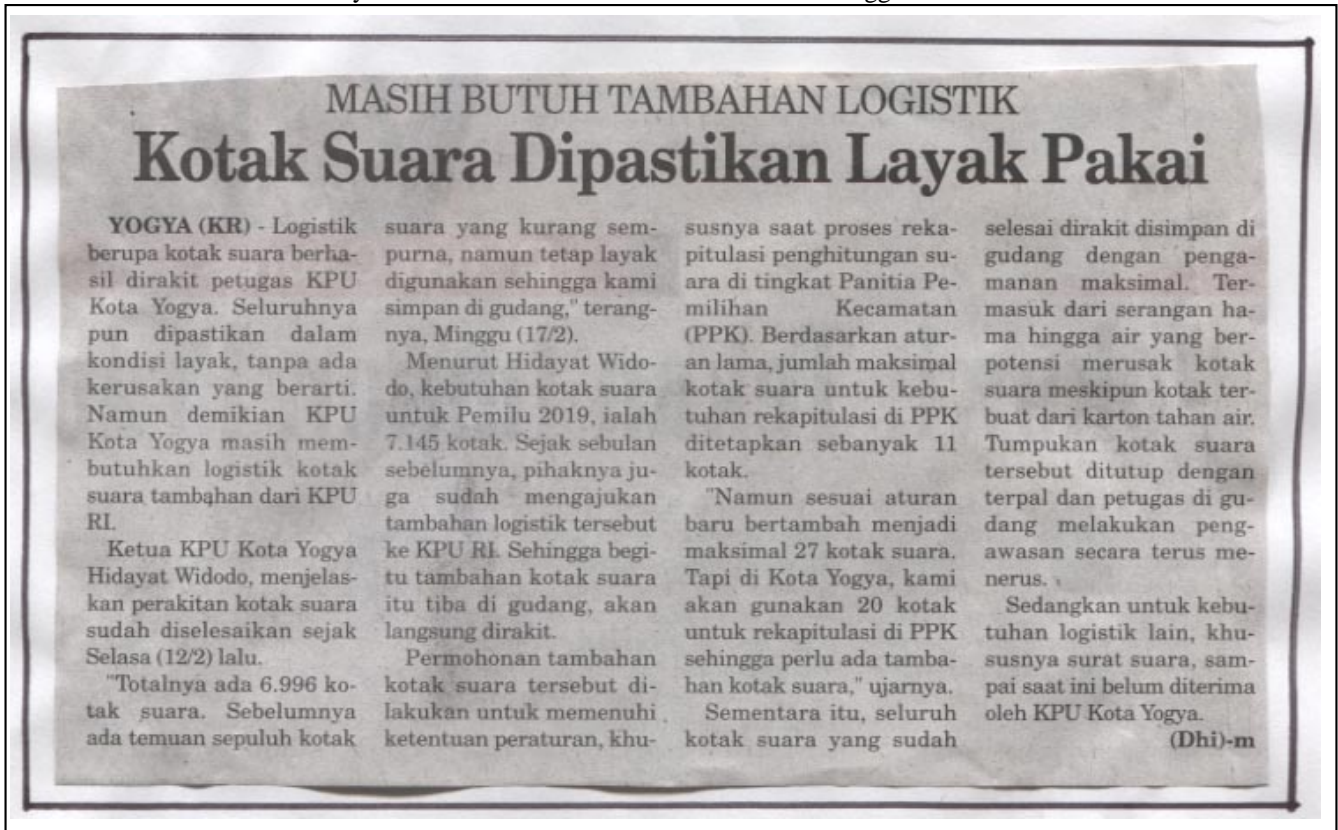 MASIH BUTUH TAMBAHAN LOGISTIK
Kotak Suara Dipastikan Layak Pakai
YOGYA (KR) - Logistik
berupa kotak suara berha-
sil dirakit petugas KPU
Kota Yogya. Seluruhnya
pun dipastikan dalam
kondisi layak, tanpa ada
kerusakan yang berarti.
Namun demikian KPU
Kota Yogya masih mem-
butuhkan logistik kotak
suara tambahan dari KPU
RI.
Ketua KPU Kota Yogya
Hidayat Widodo, menjelas-
kan perakitan kotak suara
sudah diselesaikan sejak
Selasa (12/2) lalu.
"Totalnya ada 6.996 ko-
tak suara. Sebelumnya
ada temuan sepuluh kotak
suara yang kurang sem-
purna, namun tetap layak
digunakan sehingga kami
simpan di gudang," terang-
nya, Minggu (17/2).
Menurut Hidayat Wido-
do, kebutuhan kotak suara
untuk Pemilu 2019, ialah
7.145 kotak. Sejak sebulan
sebelumnya, pihaknya ju-
ga sudah mengajukan
tambahan logistik tersebut
ke KPU RI. Sehingga begi-
tu tambahan kotak suara
itu tiba di gudang, akan
langsung dirakit.
Permohonan tambahan
kotak suara tersebut di-
lakukan untuk memenuhi
ketentuan peraturan, khu-
susnya saat proses reka-
pitulasi penghitungan su-
ara di tingkat Panitia Pe-
milihan Kecamatan
(PPK). Berdasarkan atur-
an lama, jumlah maksimal
kotak suara untuk kebu-
tuhan rekapitulasi di PPK
ditetapkan sebanyak 11
kotak.
"Namun sesuai aturan
baru bertambah menjadi
maksimal 27 kotak suara.
Tapi di Kota Yogya, kami
akan gunakan 20 kotak
untuk rekapitulasi di PPK
sehingga perlu ada tamba-
han kotak suara," ujarnya.
Sementara itu, seluruh
kotak suara yang sudah
selesai dirakit disimpan di
gudang dengan penga-
manan maksimal. Ter-
masuk dari serangan ha-
ma hingga air yang ber-
potensi merusak kotak
suara meskipun kotak ter-
buat dari karton tahan air.
Tumpukan kotak suara
tersebut ditutup dengan
terpal dan petugas di gu-
dang melakukan peng-
awasan secara terus me-
nerus.
Sedangkan untuk kebu-
tuhan logistik lain, khu-
susnya surat suara, sam-
pai saat ini belum diterima
oleh KPU Kota Yogya.
(Dhi)-m